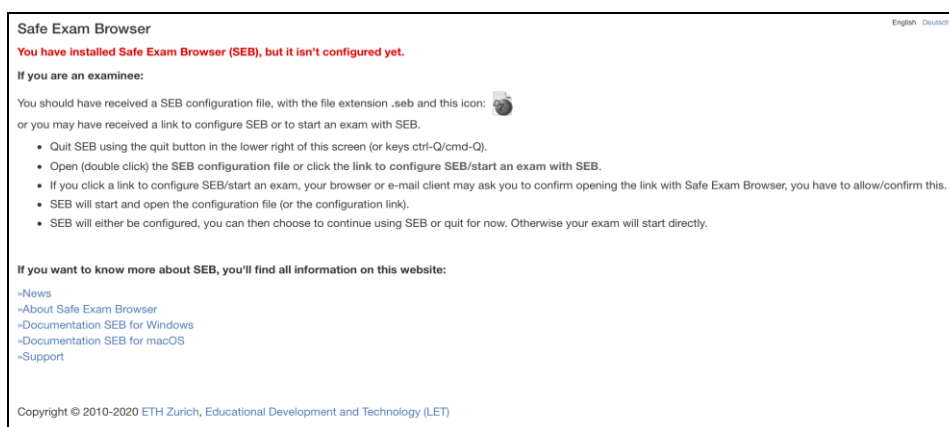 Safe Exam Browser
English Deutsch
You have installed Safe Exam Browser (SEB), but it isn't configured yet.
If you are an examinee:
You should have received a SEB configuration file, with the file extension .seb and this icon:
or you may have received a link to configure SEB or to start an exam with SEB.
• Quit SEB using the quit button in the lower right of this screen (or keys ctrl-Q/cmd-Q).
• Open (double click) the SEB configuration file or click the link to configure SEB/start an exam with SEB.
• If you click a link to configure SEB/start an exam, your browser or e-mail client may ask you to confirm opening the link with Safe Exam Browser, you have to allow/confirm this.
• SEB will start and open the configuration file (or the configuration link).
• SEB will either be configured, you can then choose to continue using SEB or quit for now. Otherwise your exam will start directly.
If you want to know more about SEB, you'll find all information on this website:
»News
»About Safe Exam Browser
»Documentation SEB for Windows
»Documentation SEB for macOS
»Support
Copyright © 2010-2020 ETH Zurich, Educational Development and Technology (LET)